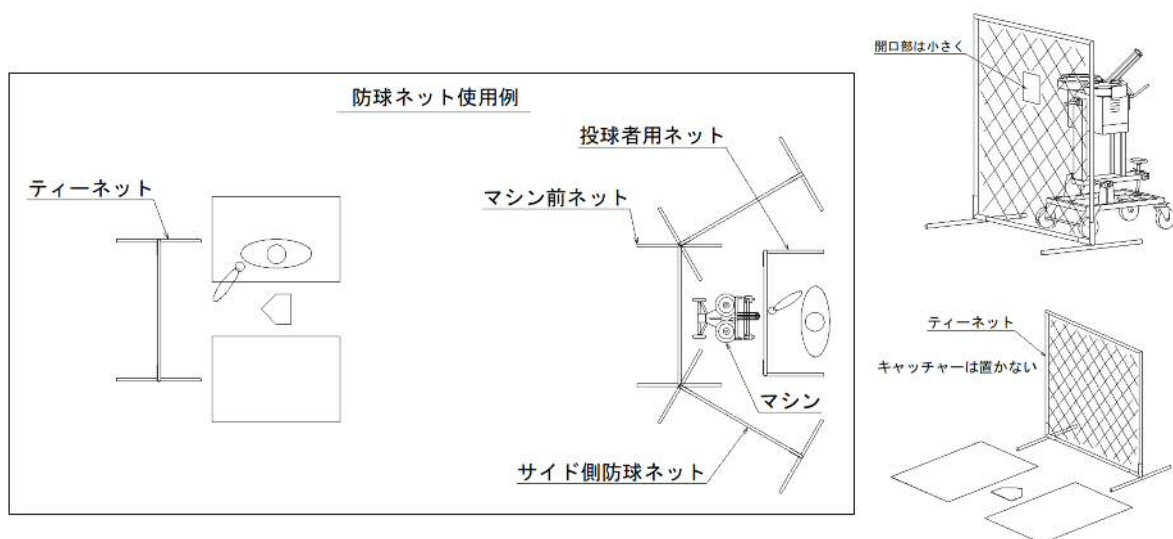 防球ネット使用例
投球者用ネット
ティーネット
マシン前ネット
マシン
サイド側防球ネット
開口部は小さく
ティーネット
キャッチャーは置かない